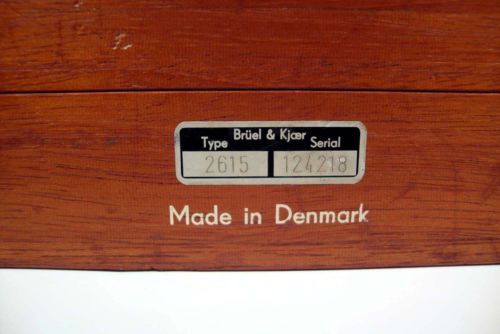 Brüel & Kjær
Type Serial
2615 124218
Made in Denmark